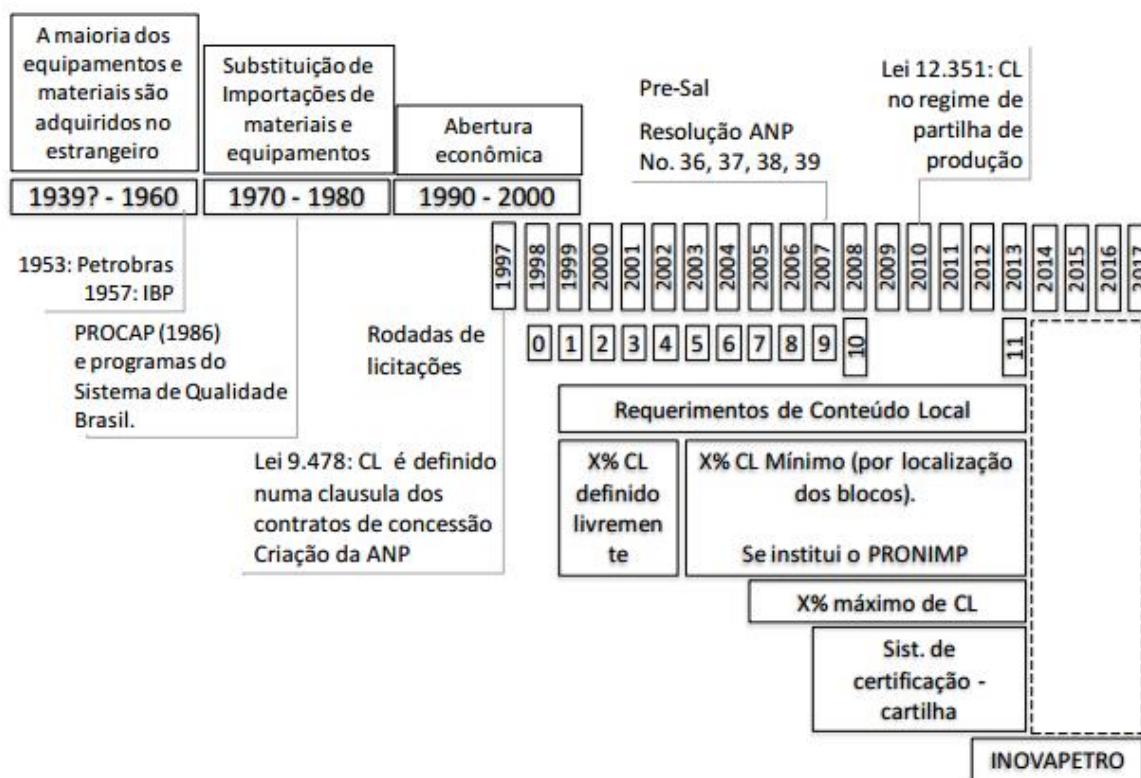 A maioria dos
equipamentos e
materiais são
adquiridos no
estrangeiro
1939? - 1960
Substituição de
Importações de
materiais e
equipamentos
1970 - 1980
Abertura
econômica
1990 - 2000
Pre-Sal
Resolução ANP
No. 36, 37, 38, 39
Lei 12.351: CL
no regime de
partilha de
produção
1997
1998
1999
2000
2001
2002
2003
2004
2005
2006
2007
2008
2009
2010
2011
2012
2013
2014
2015
2016
2017
1953: Petrobras
1957: IBP
PROCAP (1986)
e programas do
Sistema de Qualidade
Brasil.
Rodadas de
licitações
0
1
2
3
4
5
6
7
8
9
10
11
Lei 9.478: CL é definido
numa clausula dos
contratos de concessão
Criação da ANP
Requerimentos de Conteúdo Local
X% CL
definido
livremen
te
X% CL Mínimo (por localização
dos blocos).
Se institui o PRONIMP
X% máximo de CL
Sist. de
certificação -
cartilha
INOVAPETRO